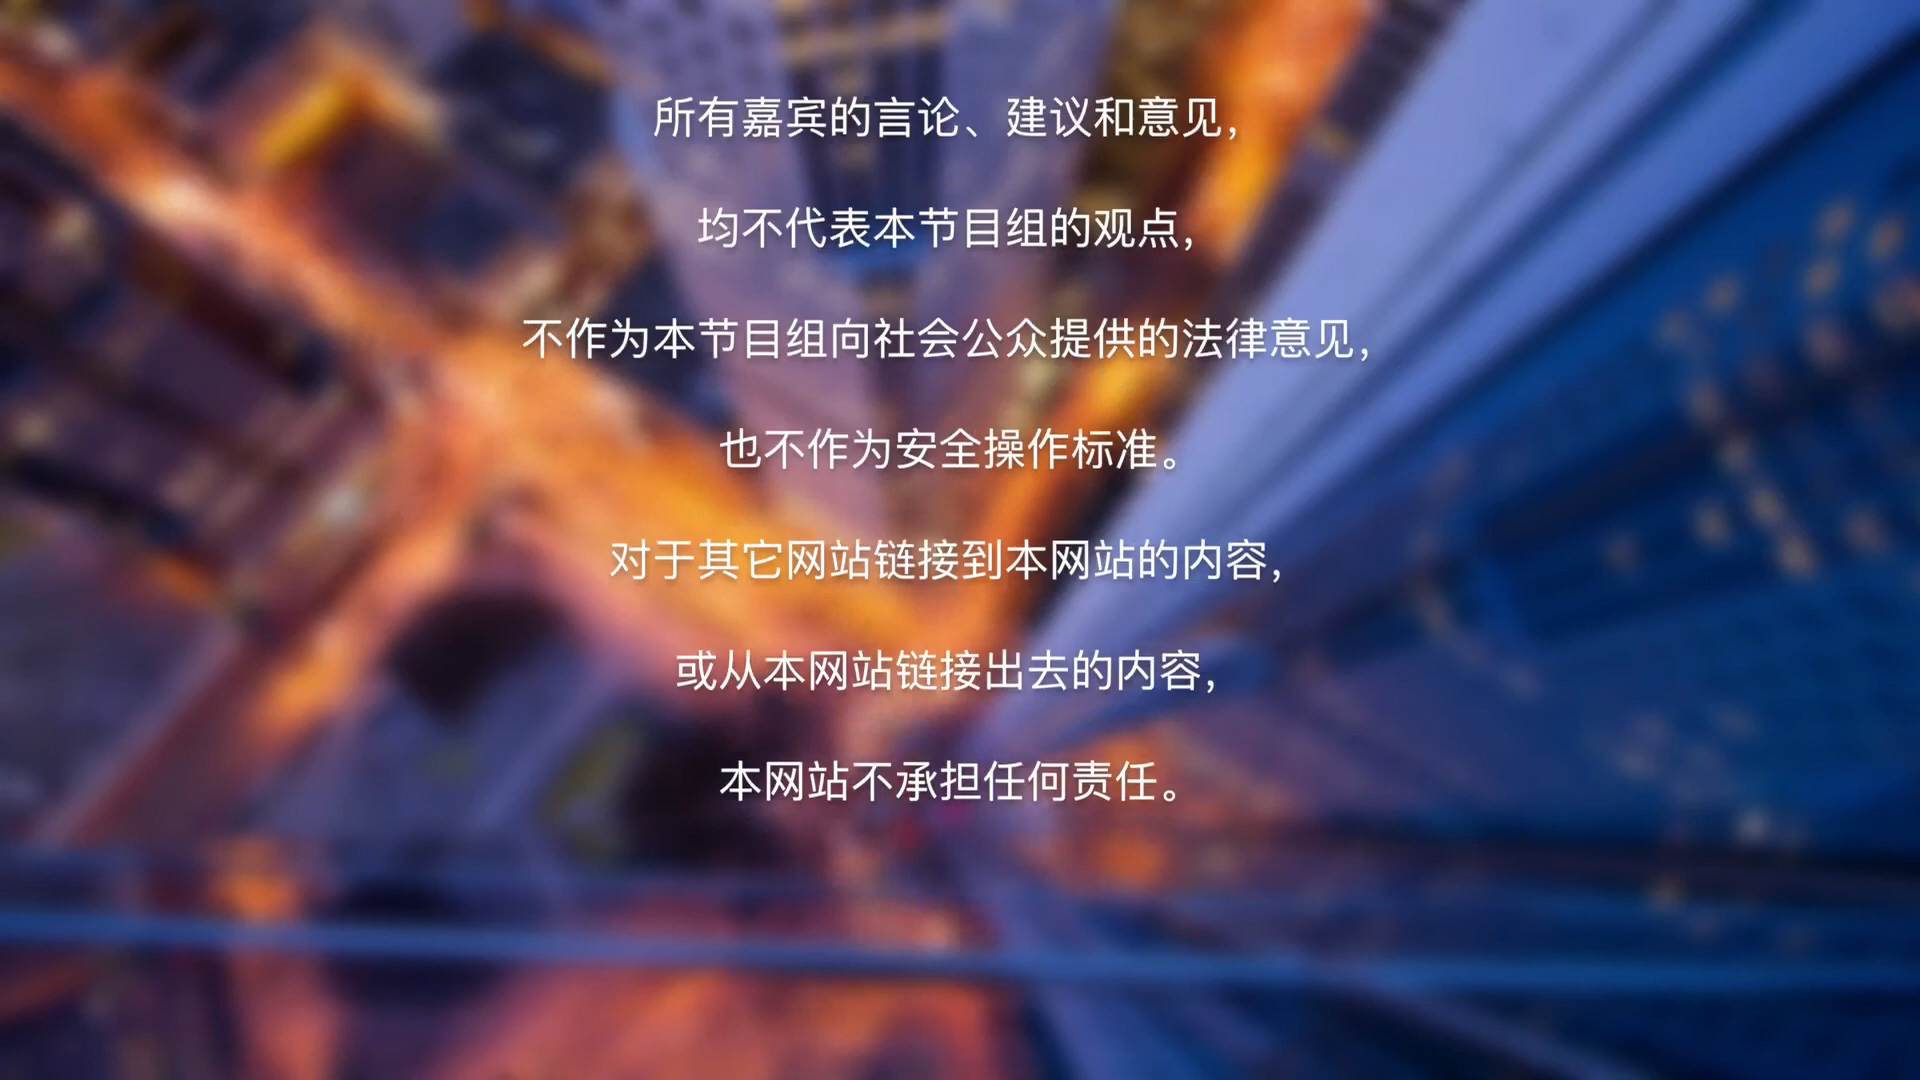 所有嘉宾的言论、建议和意见，
均不代表本节目组的观点，
不作为本节目组向社会公众提供的法律意见，
也不作为安全操作标准。
对于其它网站链接到本网站的内容，
或从本网站链接出去的内容，
本网站不承担任何责任。